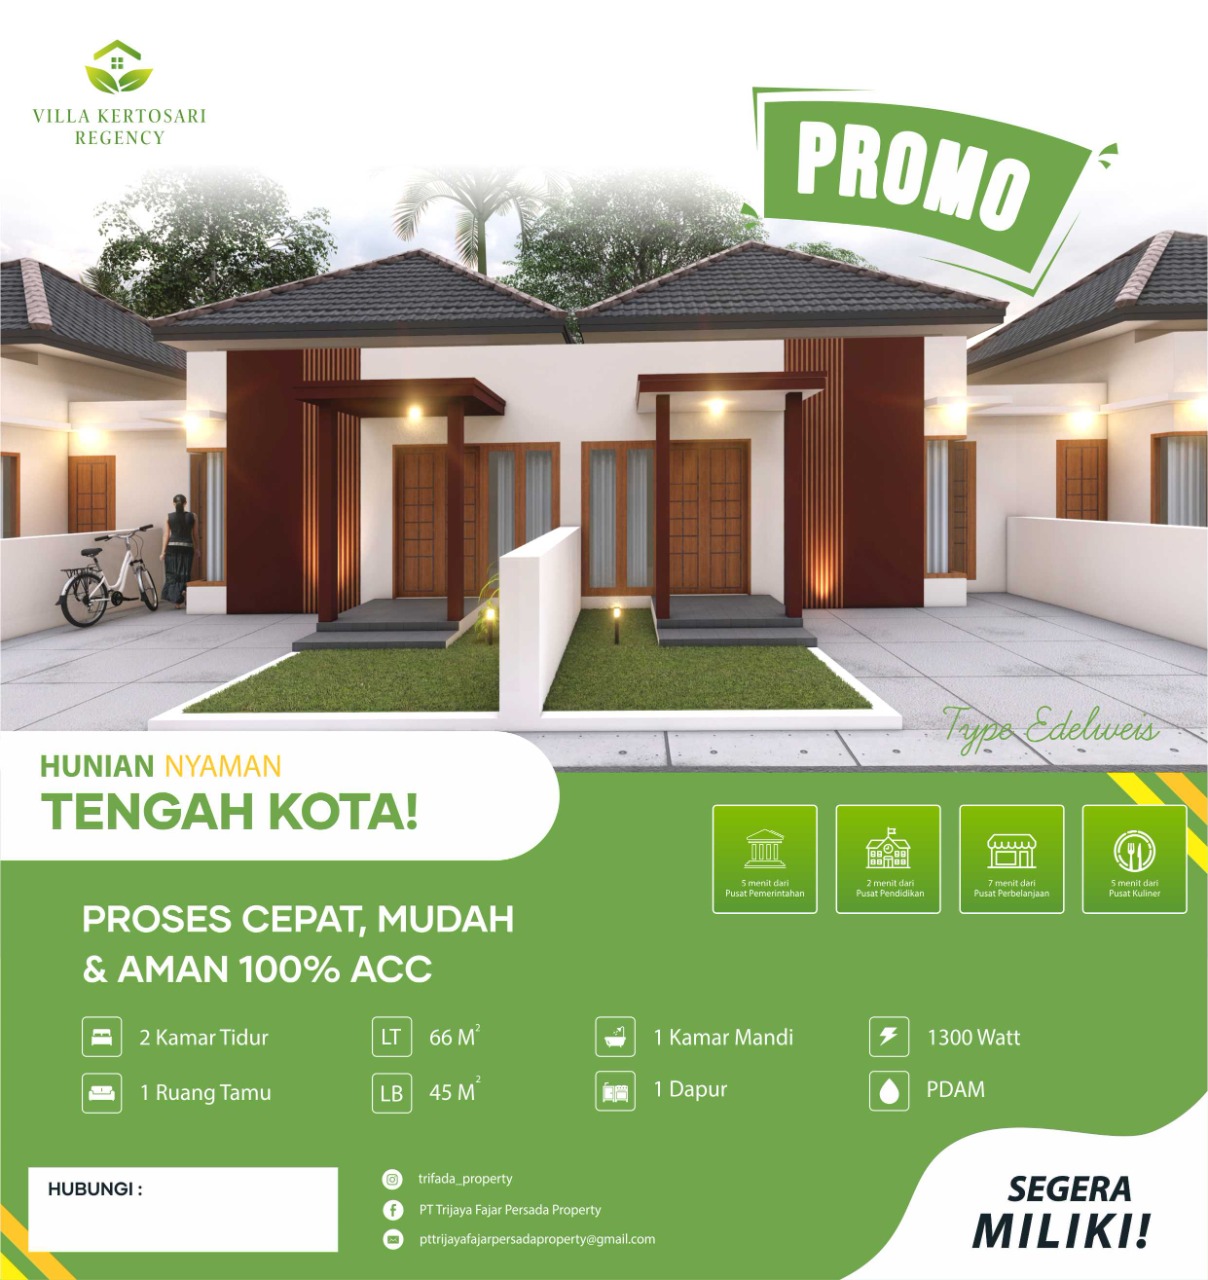 VILLA KERTOSARI
REGENCY
PROMO
Type Edelweis
HUNIAN NYAMAN
TENGAH KOTA!
5 menit dari
Pusat Pemerintahan
2 menit dari
Pusat Pendidikan
7 menit dari
Pusat Perbelanjaan
5 menit dari
Pusat Kuliner
PROSES CEPAT, MUDAH
& AMAN 100% ACC
2 Kamar Tidur
LT 66 M²
1 Kamar Mandi
1300 Watt
1 Ruang Tamu
LB 45 M²
1 Dapur
PDAM
HUBUNGI :
trifada_property
PT Trijaya Fajar Persada Property
pttrijayafajarpersadaproperty@gmail.com
SEGERA
MILIKI!